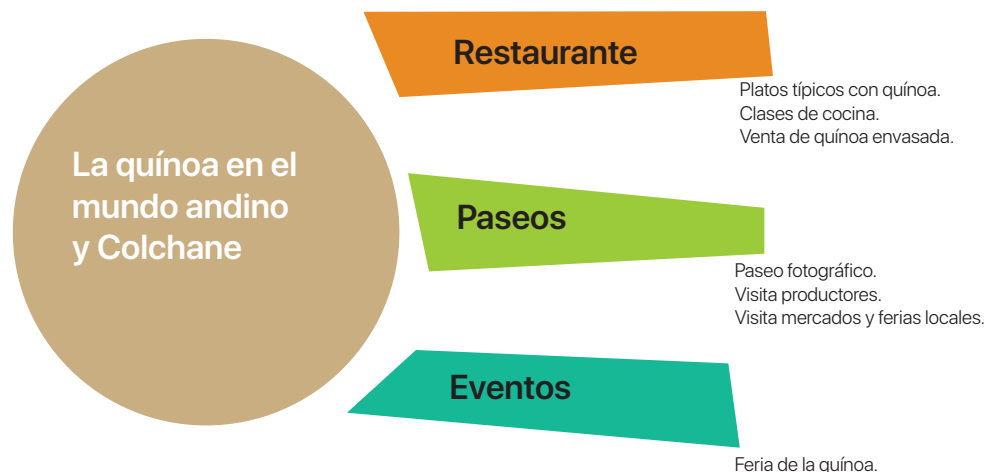 La quínoa en el
mundo andino
y Colchane
Restaurante
Platos típicos con quínoa.
Clases de cocina.
Venta de quínoa envasada.
Paseos
Paseo fotográfico.
Visita productores.
Visita mercados y ferias locales.
Eventos
Feria de la quínoa.